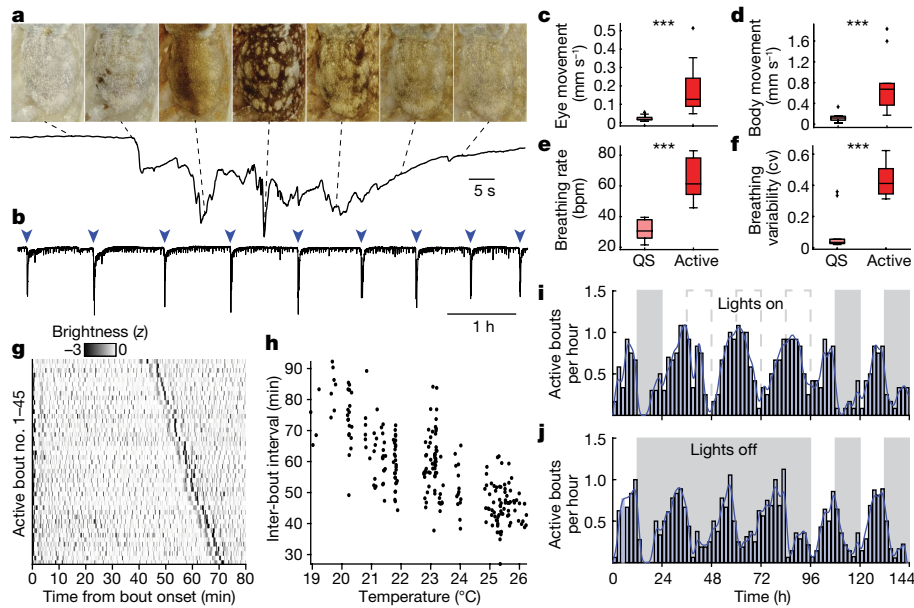 a
5 s
b
1 h
c
***
Eye movement
(mm s⁻¹)
0.5
0.4
0.3
0.2
0.1
0
d
***
Body movement
(mm s⁻¹)
1.6
1.2
0.8
0.4
0
e
***
Breathing rate
(bpm)
80
60
40
20
QS Active
f
***
Breathing
variability (cv)
0.6
0.4
0.2
0
QS Active
g
Brightness (z)
−3 0
Active bout no. 1–45
0 10 20 30 40 50 60 70 80
Time from bout onset (min)
h
Inter-bout interval (min)
90
80
70
60
50
40
30
19 20 21 22 23 24 25 26
Temperature (°C)
i
Lights on
Active bouts
per hour
1.5
1.0
0.5
j
Lights off
Active bouts
per hour
1.5
1.0
0.5
0 24 48 72 96 120 144
Time (h)